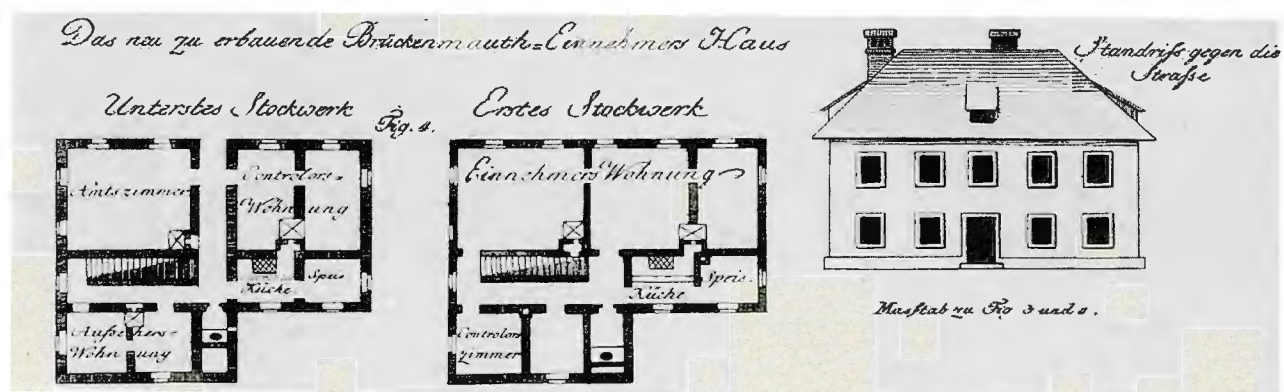 Das neu zu erbauende Brückenmauth=Einnehmers Haus
Unterstes Stockwerk
Fig. 4.
Amtszimmer
Controlors=
Wohnung
Küche
Speis
Aufsehers=
Wohnung
Erstes Stockwerk
Einnehmers Wohnung
Küche
Speis.
Controlors
zimmer
Standriss gegen die
Strasse
Masstab zu Fig 3 und 4.